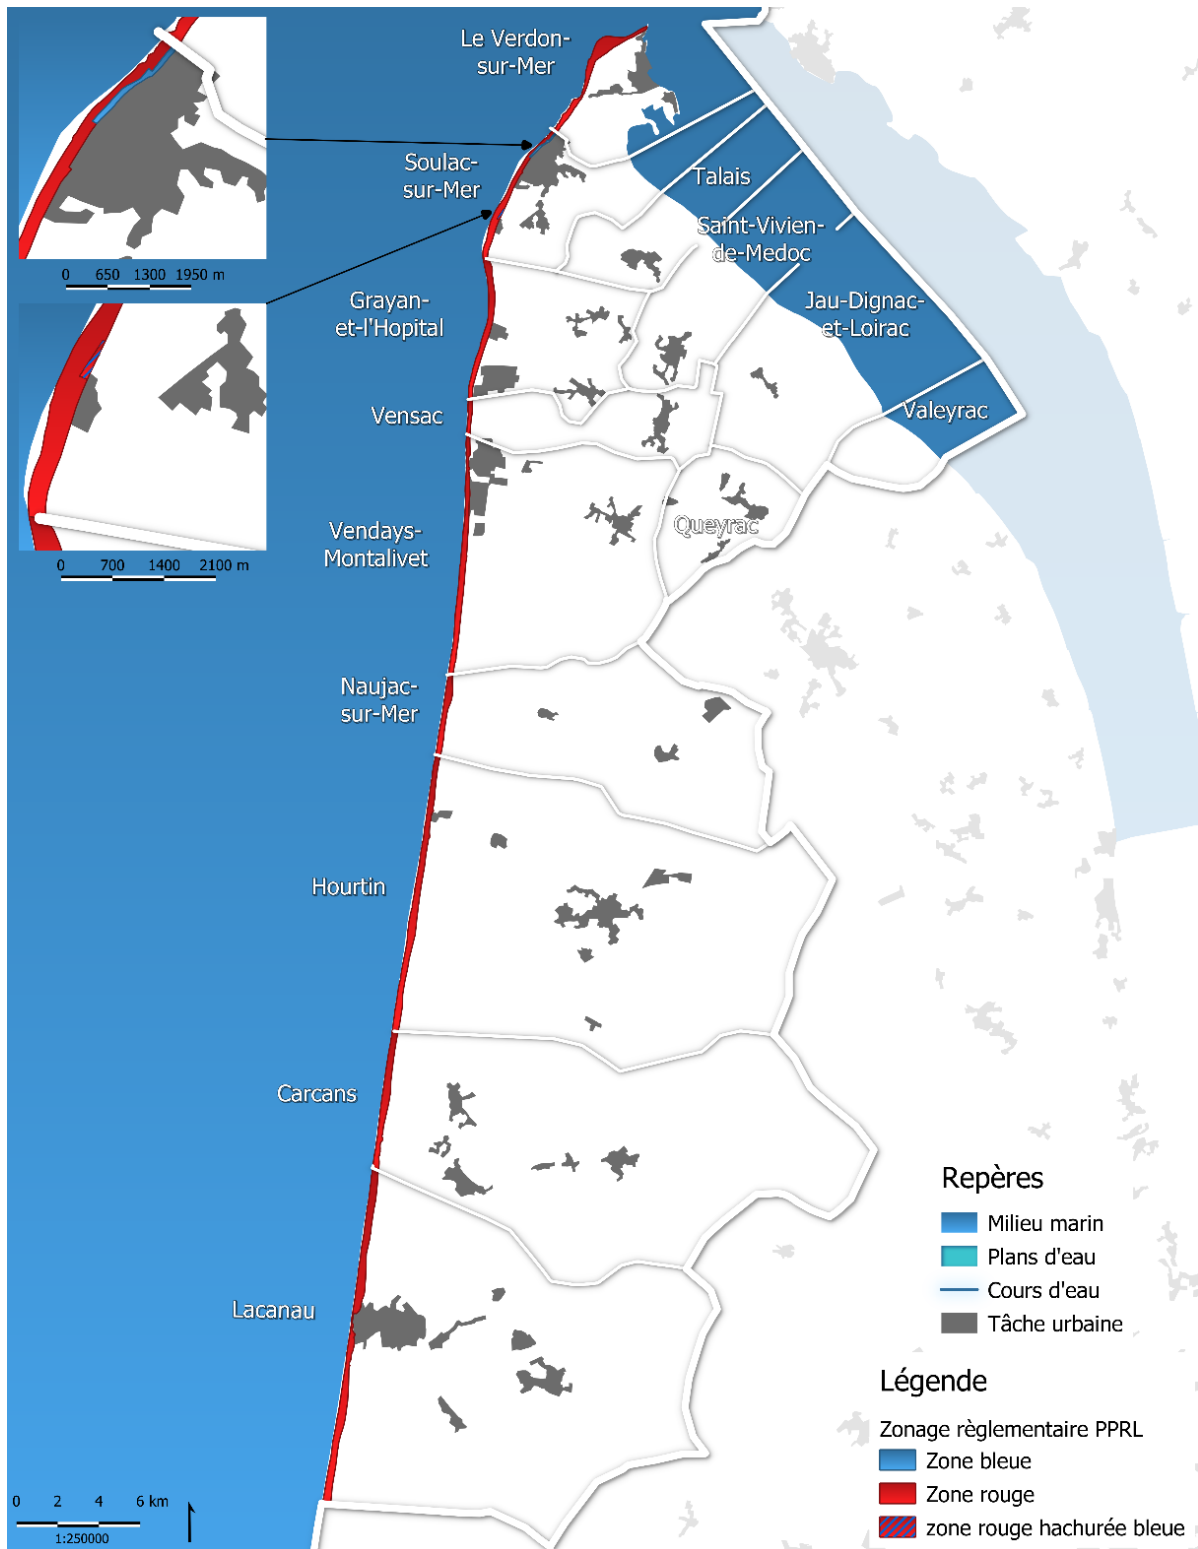 Le Verdon-
sur-Mer
Soulac-
sur-Mer
Talais
Saint-Vivien-
de-Medoc
0 650 1300 1950 m
Grayan-
et-l'Hopital
Jau-Dignac-
et-Loirac
Vensac
Valeyrac
Vendays-
Montalivet
Queyrac
0 700 1400 2100 m
Naujac-
sur-Mer
Hourtin
Carcans
Lacanau
Repères
Milieu marin
Plans d'eau
Cours d'eau
Tâche urbaine
Légende
Zonage règlementaire PPRL
Zone bleue
Zone rouge
zone rouge hachurée bleue
0 2 4 6 km
1:250000